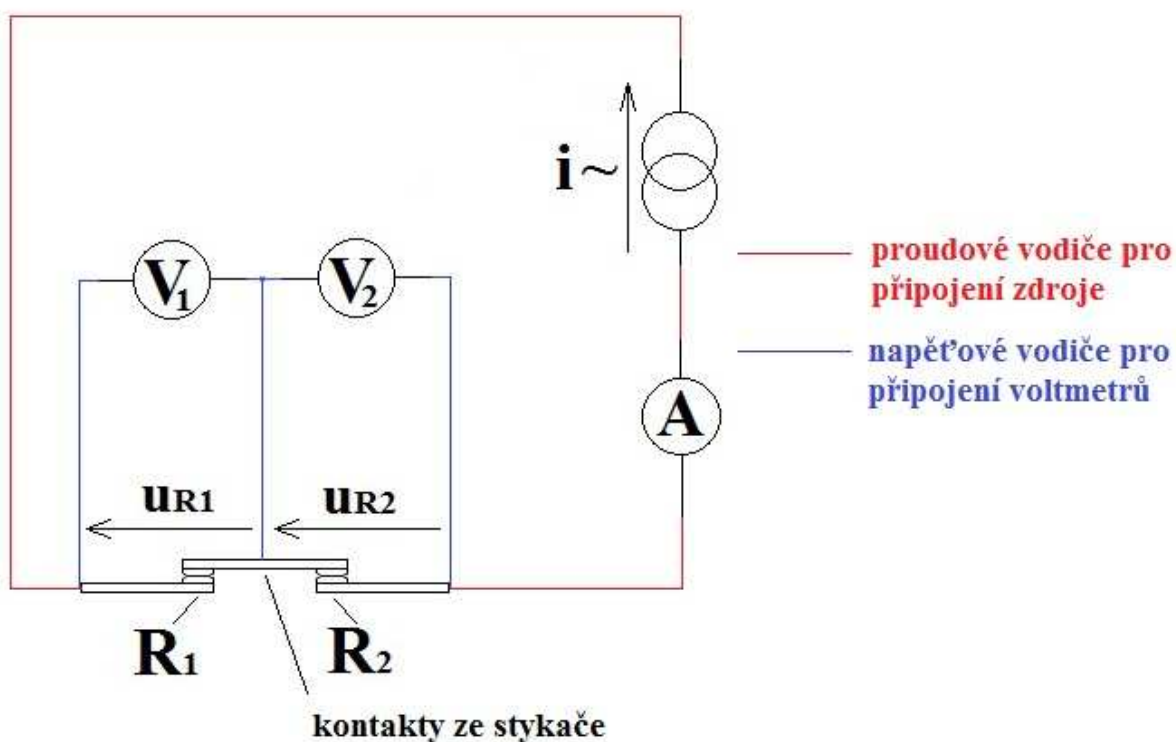 i ~
V1
V2
proudové vodiče pro
připojení zdroje
napěťové vodiče pro
připojení voltmetrů
A
uR1
uR2
R1
R2
kontakty ze stykače